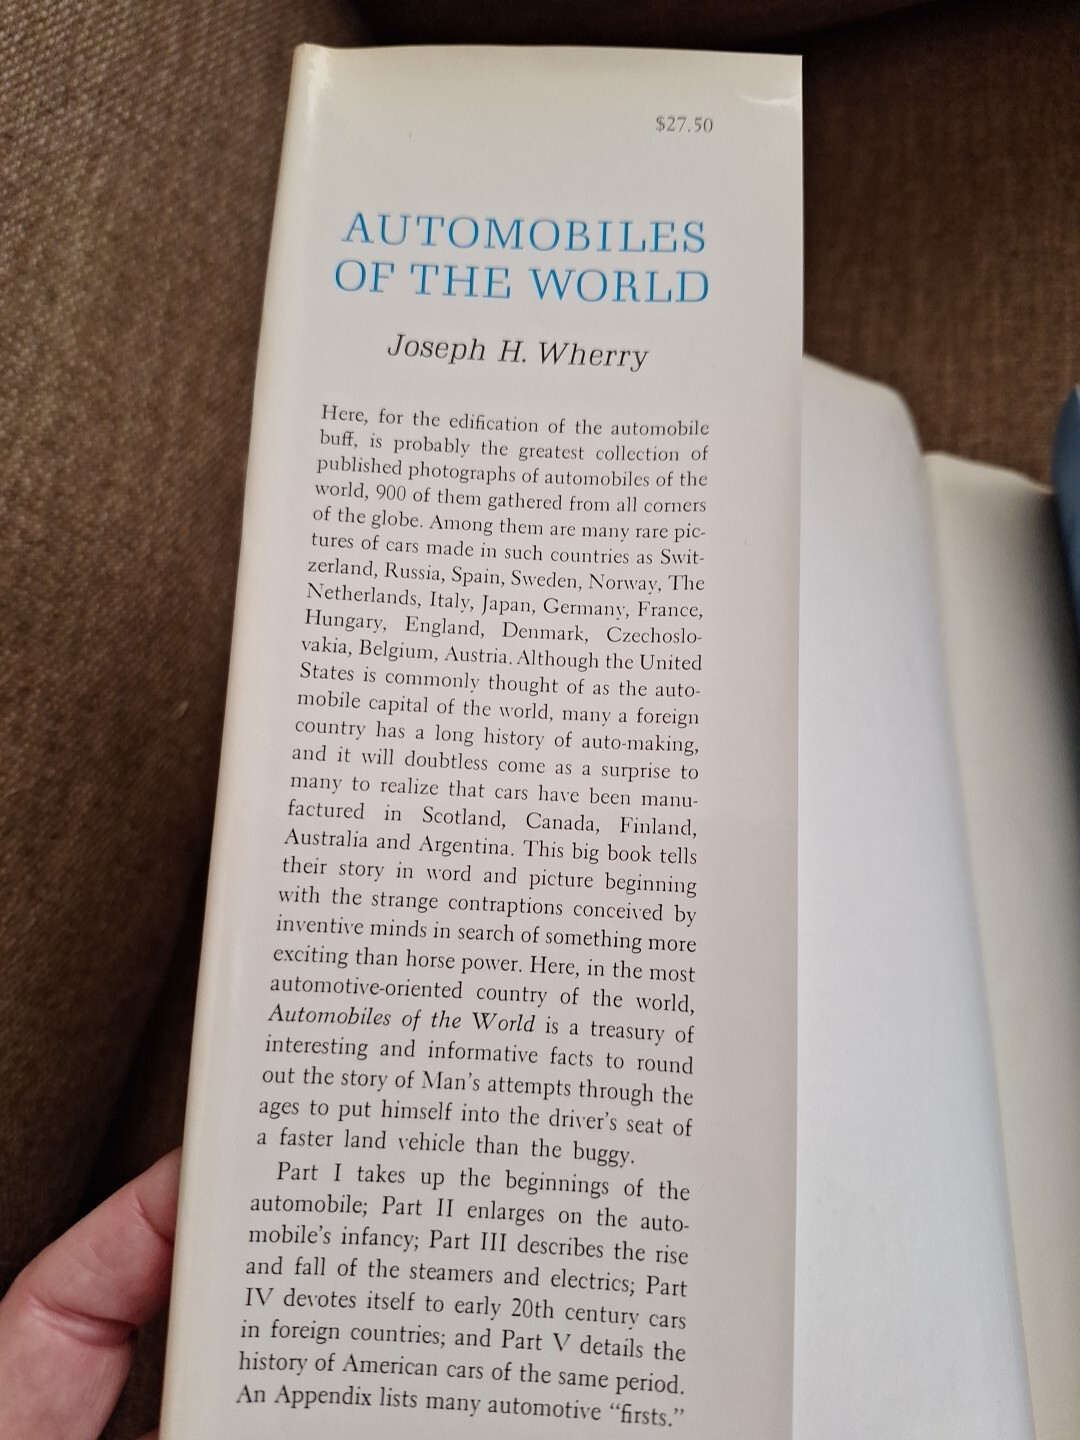 $27.50
AUTOMOBILES
OF THE WORLD
Joseph H. Wherry
Here, for the edification of the automobile
buff, is probably the greatest collection of
published photographs of automobiles of the
world, 900 of them gathered from all corners
of the globe. Among them are many rare pic-
tures of cars made in such countries as Swit-
zerland, Russia, Spain, Sweden, Norway, The
Netherlands, Italy, Japan, Germany, France,
Hungary, England, Denmark, Czechoslo-
vakia, Belgium, Austria. Although the United
States is commonly thought of as the auto-
mobile capital of the world, many a foreign
country has a long history of auto-making,
and it will doubtless come as a surprise to
many to realize that cars have been manu-
factured in Scotland, Canada, Finland,
Australia and Argentina. This big book tells
their story in word and picture beginning
with the strange contraptions conceived by
inventive minds in search of something more
exciting than horse power. Here, in the most
automotive-oriented country of the world,
Automobiles of the World is a treasury of
interesting and informative facts to round
out the story of Man's attempts through the
ages to put himself into the driver's seat of
a faster land vehicle than the buggy.
Part I takes up the beginnings of the
automobile; Part II enlarges on the auto-
mobile's infancy; Part III describes the rise
and fall of the steamers and electrics; Part
IV devotes itself to early 20th century cars
in foreign countries; and Part V details the
history of American cars of the same period.
An Appendix lists many automotive "firsts."